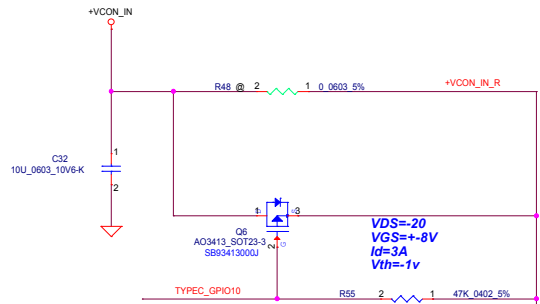 +VCON_IN
R48 @ 2 1 0_0603_5% +VCON_IN_R
C32
10U_0603_10V6-K
1
2
1 3
Q6
AO3413_SOT23-3
SB93413000J
G
2
VDS=-20
VGS=+-8V
Id=3A
Vth=-1v
TYPEC_GPIO10
R55 2 1 47K_0402_5%